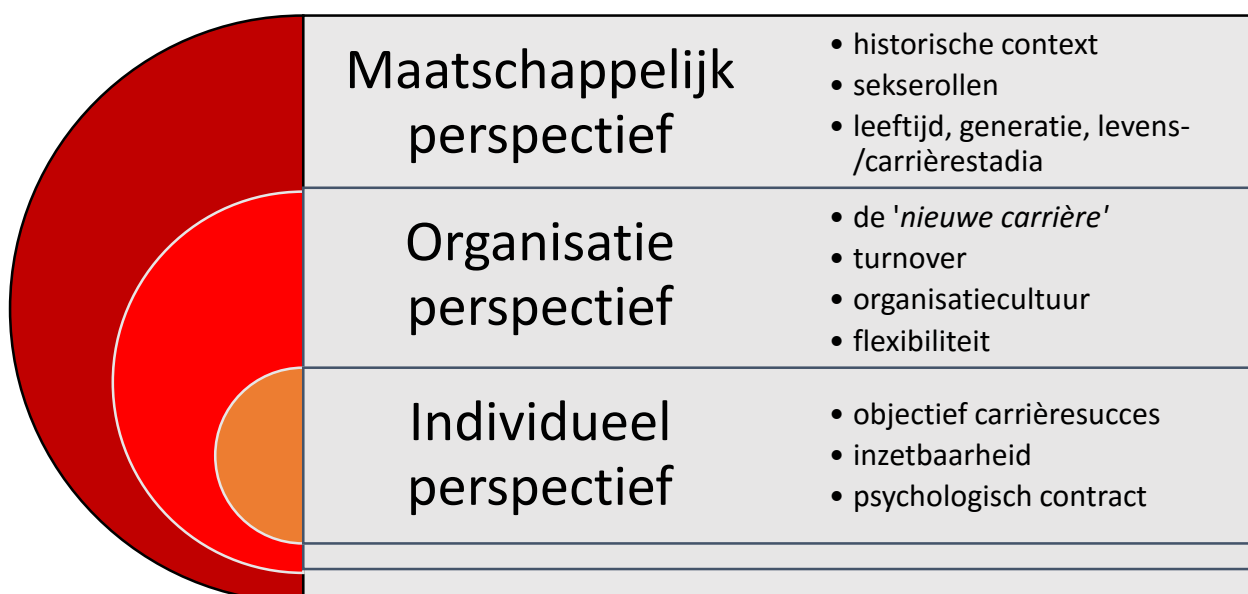 Maatschappelijk
perspectief
• historische context
• sekserollen
• leeftijd, generatie, levens-
/carrièrestadia
Organisatie
perspectief
• de 'nieuwe carrière'
• turnover
• organisatiecultuur
• flexibiliteit
Individueel
perspectief
• objectief carrièresucces
• inzetbaarheid
• psychologisch contract